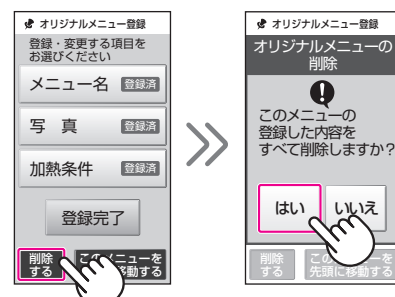 オリジナルメニュー登録
登録・変更する項目を
お選びください
メニュー名 登録済
写 真 登録済
加熱条件 登録済
登録完了
削除
する
このメニューを
移動する
オリジナルメニュー登録
オリジナルメニューの
削除
このメニューの
登録した内容を
すべて削除しますか?
はい
いいえ
削除
する
このメニューを
先頭に移動する